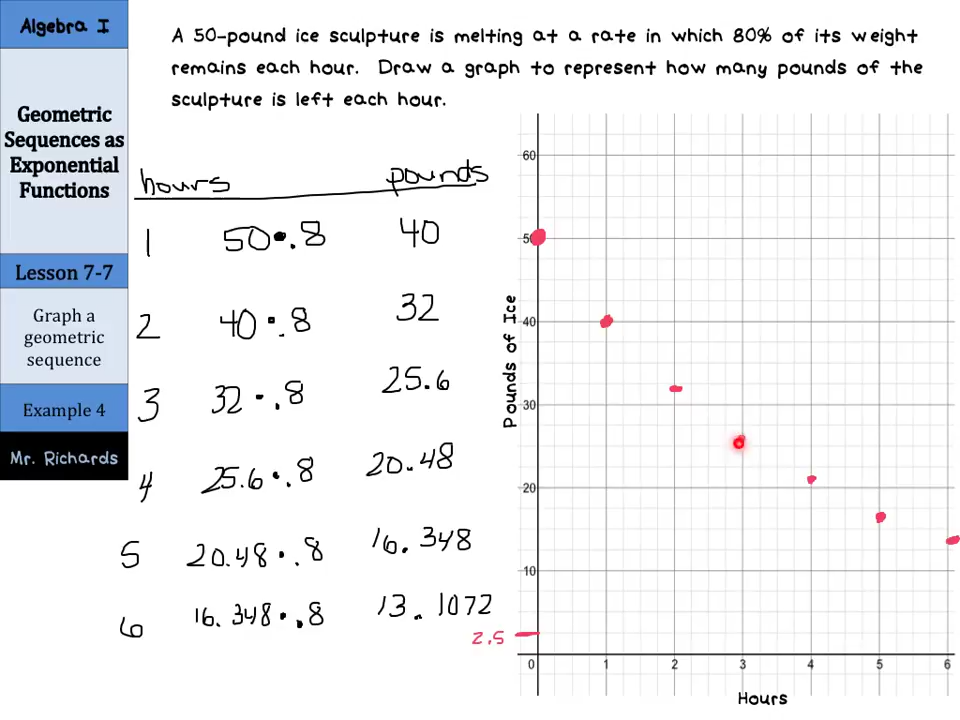 Algebra I
Geometric
Sequences as
Exponential
Functions
Lesson 7-7
Graph a
geometric
sequence
Example 4
Mr. Richards
A 50-pound ice sculpture is melting at a rate in which 80% of its weight
remains each hour. Draw a graph to represent how many pounds of the
sculpture is left each hour.
hours pounds
1 50 • .8 40
2 40 • .8 32
3 32 • .8 25.6
4 25.6 • .8 20.48
5 20.48 • .8 16.348
6 16.348 • .8 13.1072
60
50
40
30
20
10
2.5
0 1 2 3 4 5 6
Pounds of Ice
Hours